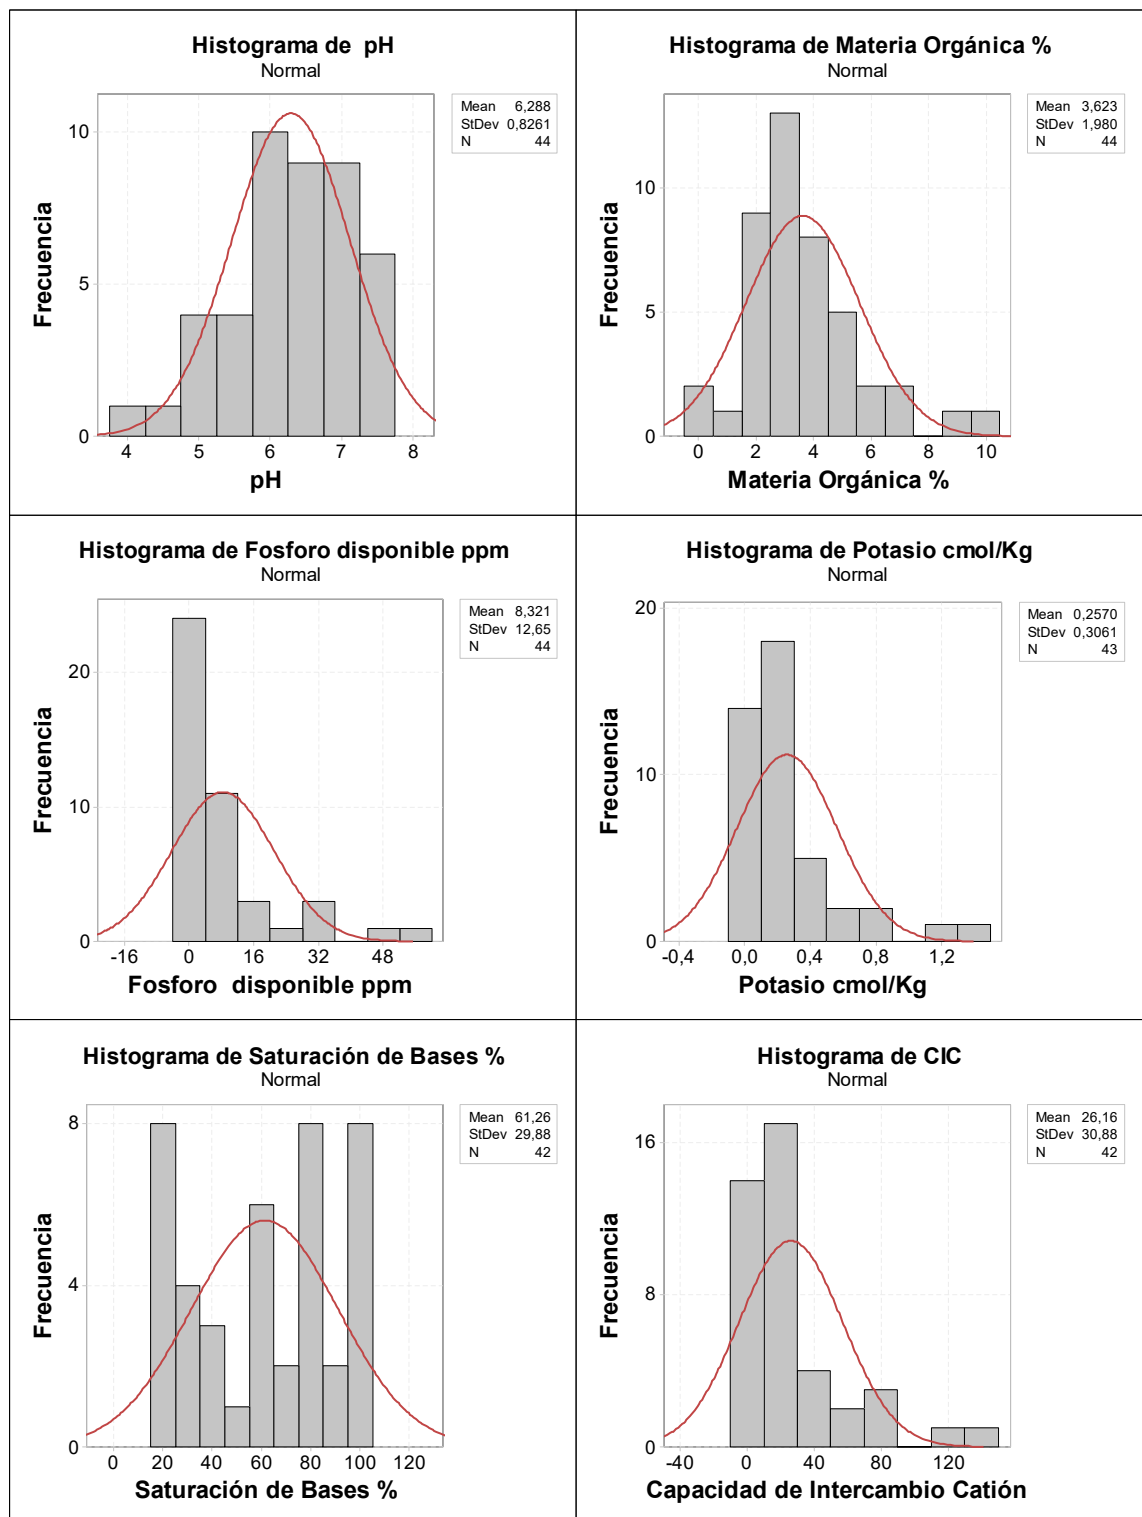 Histograma de pH
Normal
Mean 6,288
StDev 0,8261
N 44
Frecuencia
10
5
0
4 5 6 7 8
pH
Histograma de Materia Orgánica %
Normal
Mean 3,623
StDev 1,980
N 44
Frecuencia
10
5
0
0 2 4 6 8 10
Materia Orgánica %
Histograma de Fosforo disponible ppm
Normal
Mean 8,321
StDev 12,65
N 44
Frecuencia
20
10
0
-16 0 16 32 48
Fosforo disponible ppm
Histograma de Potasio cmol/Kg
Normal
Mean 0,2570
StDev 0,3061
N 43
Frecuencia
20
10
0
-0,4 0,0 0,4 0,8 1,2
Potasio cmol/Kg
Histograma de Saturación de Bases %
Normal
Mean 61,26
StDev 29,88
N 42
Frecuencia
8
4
0
0 20 40 60 80 100 120
Saturación de Bases %
Histograma de CIC
Normal
Mean 26,16
StDev 30,88
N 42
Frecuencia
16
8
0
-40 0 40 80 120
Capacidad de Intercambio Catión